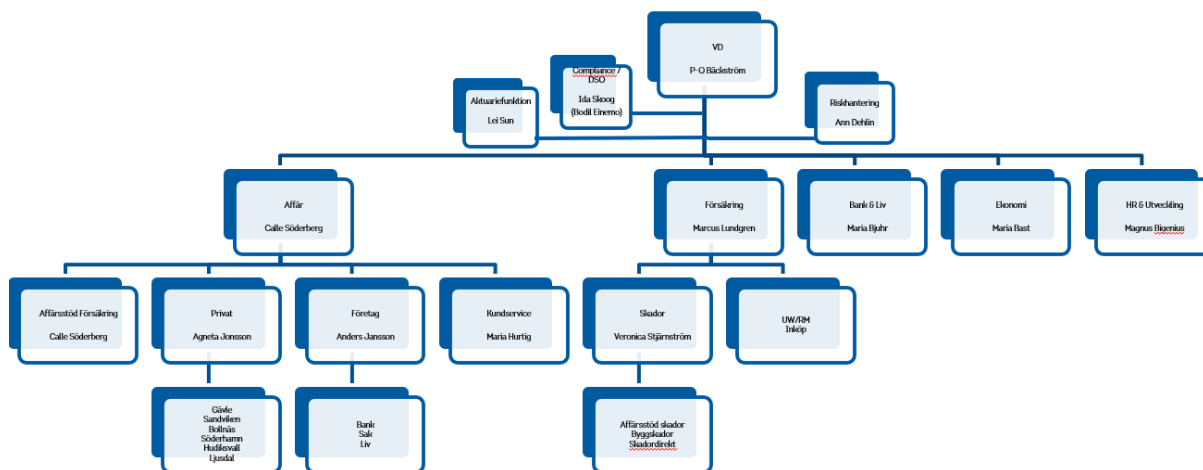 VD
P-O Bäckström
Compliance /
DSO
Ida Skoog
(Bodil Einerno)
Aktuariefunktion
Lei Sun
Riskhantering
Ann Dehlin
Affär
Calle Söderberg
Försäkring
Marcus Lundgren
Bank & Liv
Maria Bjuhr
Ekonomi
Maria Bast
HR & Utveckling
Magnus Bigenius
Affärsstöd Försäkring
Calle Söderberg
Privat
Agneta Jonsson
Företag
Anders Jansson
Kundservice
Maria Hurtig
Skador
Veronica Stjärnström
UW/RM
Inköp
Gävle
Sandviken
Bollnäs
Söderhamn
Hudiksvall
Ljusdal
Bank
Sak
Liv
Affärsstöd skador
Byggskador
Skadordirekt